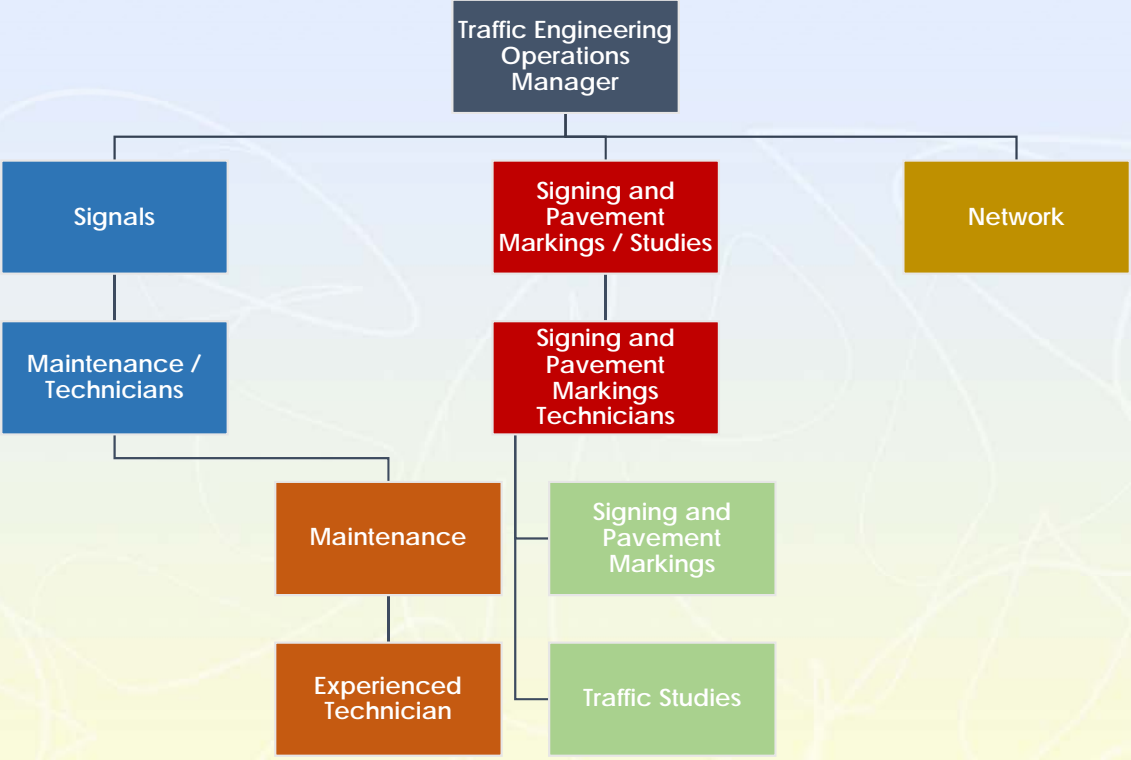 Traffic Engineering
Operations
Manager
Signals
Signing and
Pavement
Markings / Studies
Network
Maintenance /
Technicians
Signing and
Pavement
Markings
Technicians
Maintenance
Signing and
Pavement
Markings
Experienced
Technician
Traffic Studies